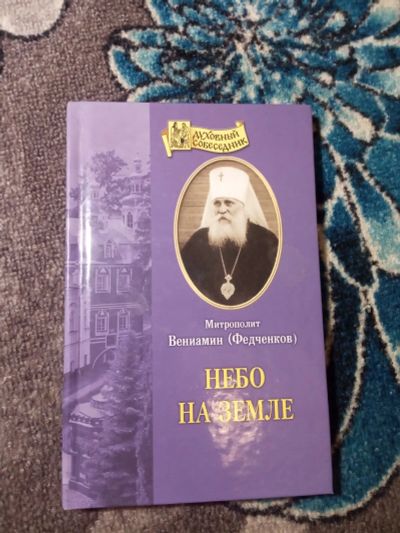 ДУХОВНЫЙ
СОБЕСЕДНИК
Митрополит
Вениамин (Федченков)
НЕБО
НА ЗЕМЛЕ